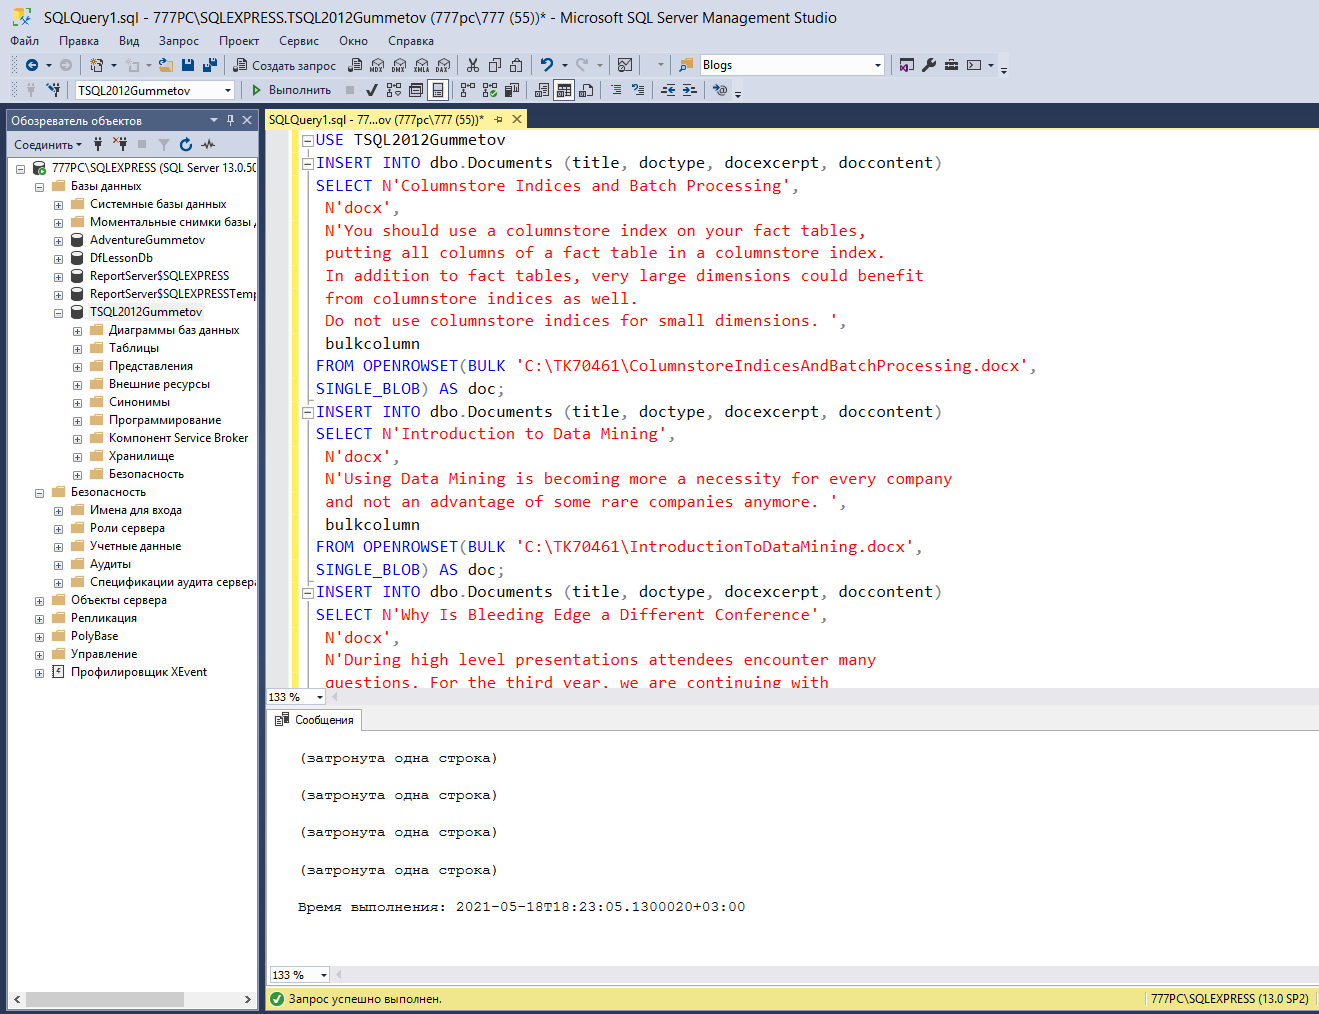 SQLQuery1.sql - 777PC\SQLEXPRESS.TSQL2012Gummetov (777pc\777 (55))* - Microsoft SQL Server Management Studio
Файл Правка Вид Запрос Проект Сервис Окно Справка
Создать запрос MDX DMX XMLA DAX Blogs
TSQL2012Gummetov Выполнить
Обозреватель объектов
Соединить
777PC\SQLEXPRESS (SQL Server 13.0.50
Базы данных
Системные базы данных
Моментальные снимки базы
AdventureGummetov
DfLessonDb
ReportServer$SQLEXPRESS
ReportServer$SQLEXPRESSTemp
TSQL2012Gummetov
Диаграммы баз данных
Таблицы
Представления
Внешние ресурсы
Синонимы
Программирование
Компонент Service Broker
Хранилище
Безопасность
Безопасность
Имена для входа
Роли сервера
Учетные данные
Аудиты
Спецификации аудита сервера
Объекты сервера
Репликация
PolyBase
Управление
Профилировщик XEvent
SQLQuery1.sql - 77...ov (777pc\777 (55))*
USE TSQL2012Gummetov
INSERT INTO dbo.Documents (title, doctype, docexcerpt, doccontent)
SELECT N'Columnstore Indices and Batch Processing',
N'docx',
N'You should use a columnstore index on your fact tables,
putting all columns of a fact table in a columnstore index.
In addition to fact tables, very large dimensions could benefit
from columnstore indices as well.
Do not use columnstore indices for small dimensions. ',
bulkcolumn
FROM OPENROWSET(BULK 'C:\TK70461\ColumnstoreIndicesAndBatchProcessing.docx',
SINGLE_BLOB) AS doc;
INSERT INTO dbo.Documents (title, doctype, docexcerpt, doccontent)
SELECT N'Introduction to Data Mining',
N'docx',
N'Using Data Mining is becoming more a necessity for every company
and not an advantage of some rare companies anymore. ',
bulkcolumn
FROM OPENROWSET(BULK 'C:\TK70461\IntroductionToDataMining.docx',
SINGLE_BLOB) AS doc;
INSERT INTO dbo.Documents (title, doctype, docexcerpt, doccontent)
SELECT N'Why Is Bleeding Edge a Different Conference',
N'docx',
N'During high level presentations attendees encounter many
questions. For the third year, we are continuing with
133 %
Сообщения
(затронута одна строка)
(затронута одна строка)
(затронута одна строка)
(затронута одна строка)
Время выполнения: 2021-05-18T18:23:05.1300020+03:00
133 %
Запрос успешно выполнен. 777PC\SQLEXPRESS (13.0 SP2)